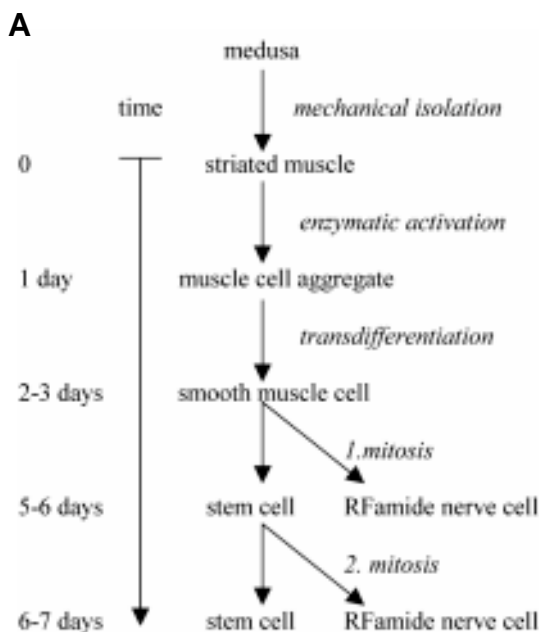 A
medusa
time mechanical isolation
0 striated muscle
enzymatic activation
1 day muscle cell aggregate
transdifferentiation
2-3 days smooth muscle cell
1.mitosis
5-6 days stem cell RFamide nerve cell
2. mitosis
6-7 days stem cell RFamide nerve cell